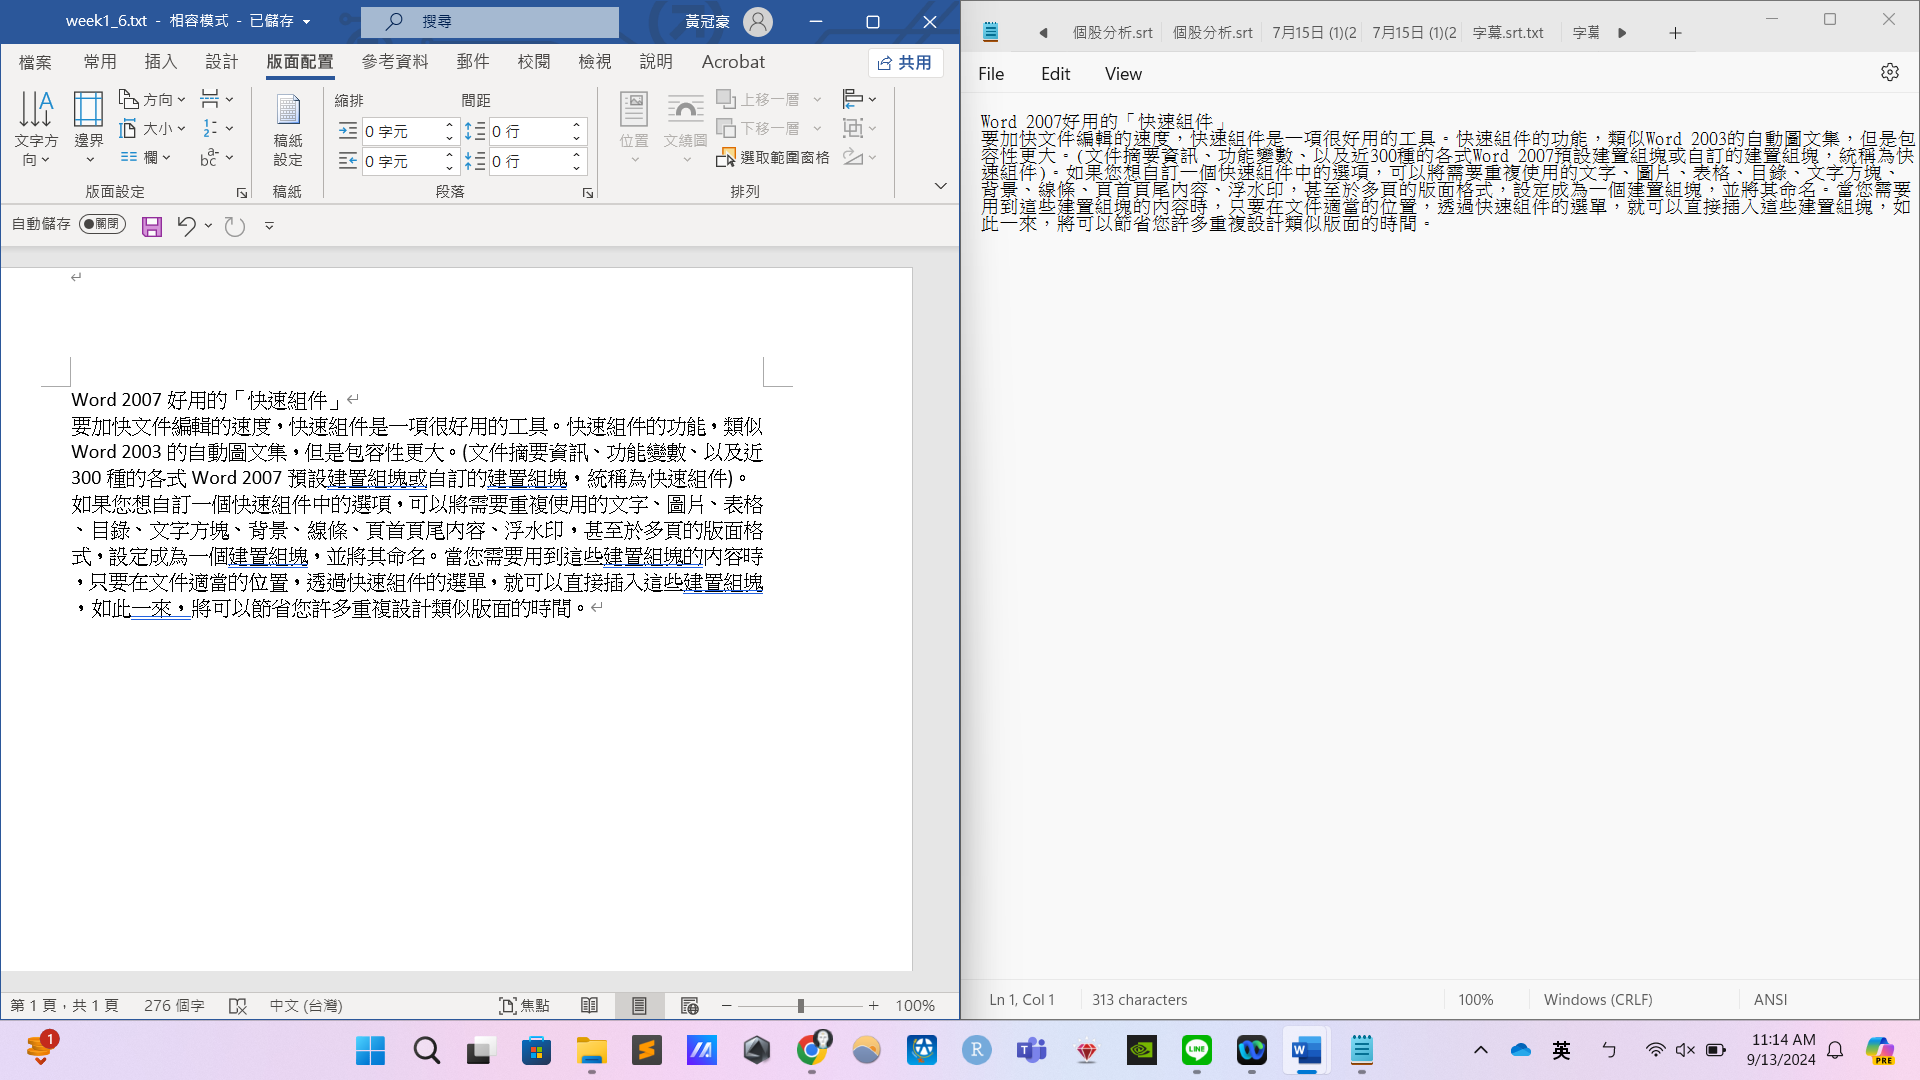 week1_6.txt - 相容模式 - 已儲存
搜尋
黃冠豪
檔案 常用 插入 設計 版面配置 參考資料 郵件 校閱 檢視 說明 Acrobat
共用
文字方向
邊界
方向
大小
欄
版面設定
稿紙設定
稿紙
縮排 間距
0 字元 0 行
0 字元 0 行
段落
位置
文繞圖
上移一層
下移一層
選取範圍窗格
排列
自動儲存 關閉
Word 2007 好用的「快速組件」
要加快文件編輯的速度，快速組件是一項很好用的工具。快速組件的功能，類似
Word 2003 的自動圖文集，但是包容性更大。(文件摘要資訊、功能變數、以及近
300 種的各式 Word 2007 預設建置組塊或自訂的建置組塊，統稱為快速組件)。
如果您想自訂一個快速組件中的選項，可以將需要重複使用的文字、圖片、表格
、目錄、文字方塊、背景、線條、頁首頁尾內容、浮水印，甚至於多頁的版面格
式，設定成為一個建置組塊，並將其命名。當您需要用到這些建置組塊的內容時
，只要在文件適當的位置，透過快速組件的選單，就可以直接插入這些建置組塊
，如此一來，將可以節省您許多重複設計類似版面的時間。
第 1 頁，共 1 頁 276 個字 中文 (台灣) 焦點 100%
個股分析.srt 個股分析.srt 7月15日 (1)(2 7月15日 (1)(2 字幕.srt.txt 字幕
File Edit View
Word 2007好用的「快速組件」
要加快文件編輯的速度，快速組件是一項很好用的工具。快速組件的功能，類似Word 2003的自動圖文集，但是包
容性更大。(文件摘要資訊、功能變數、以及近300種的各式Word 2007預設建置組塊或自訂的建置組塊，統稱為快
速組件)。如果您想自訂一個快速組件中的選項，可以將需要重複使用的文字、圖片、表格、目錄、文字方塊、
背景、線條、頁首頁尾內容、浮水印，甚至於多頁的版面格式，設定成為一個建置組塊，並將其命名。當您需要
用到這些建置組塊的內容時，只要在文件適當的位置，透過快速組件的選單，就可以直接插入這些建置組塊，如
此一來，將可以節省您許多重複設計類似版面的時間。
Ln 1, Col 1 313 characters 100% Windows (CRLF) ANSI
1
英
ㄅ
11:14 AM
9/13/2024
PRE